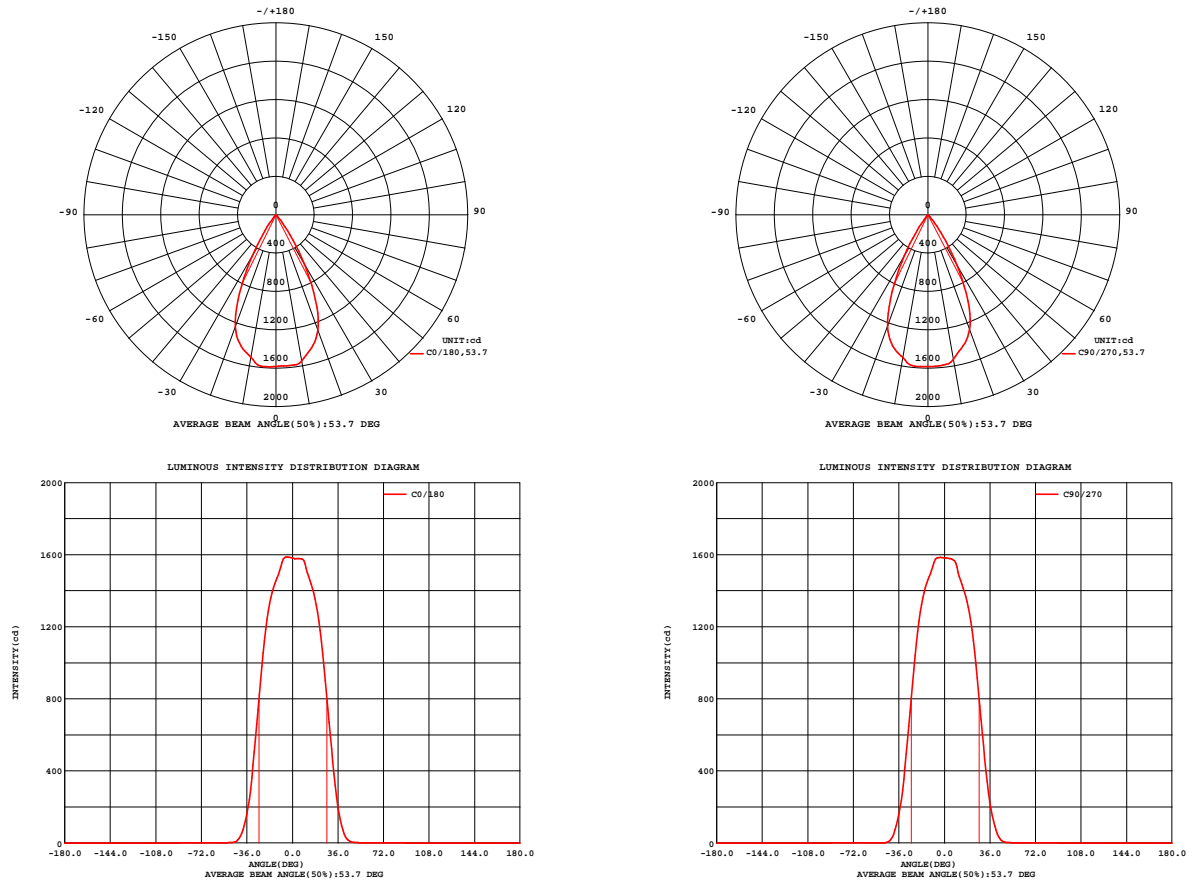 -/+180
-/+180
-150
150
-150
150
-120
120
-120
120
-90
0
90
-90
0
90
400
400
800
800
-60
1200
60
-60
1200
60
UNIT:cd
UNIT:cd
C0/180,53.7
C90/270,53.7
1600
1600
-30
2000
30
-30
2000
30
0
0
AVERAGE BEAM ANGLE(50%):53.7 DEG
AVERAGE BEAM ANGLE(50%):53.7 DEG
LUMINOUS INTENSITY DISTRIBUTION DIAGRAM
2000
C0/180
1600
1200
INTENSITY(cd)
800
400
0
-180.0 -144.0 -108.0 -72.0 -36.0 0.0 36.0 72.0 108.0 144.0 180.0
ANGLE(DEG)
AVERAGE BEAM ANGLE(50%):53.7 DEG
LUMINOUS INTENSITY DISTRIBUTION DIAGRAM
2000
C90/270
1600
1200
INTENSITY(cd)
800
400
0
-180.0 -144.0 -108.0 -72.0 -36.0 0.0 36.0 72.0 108.0 144.0 180.0
ANGLE(DEG)
AVERAGE BEAM ANGLE(50%):53.7 DEG